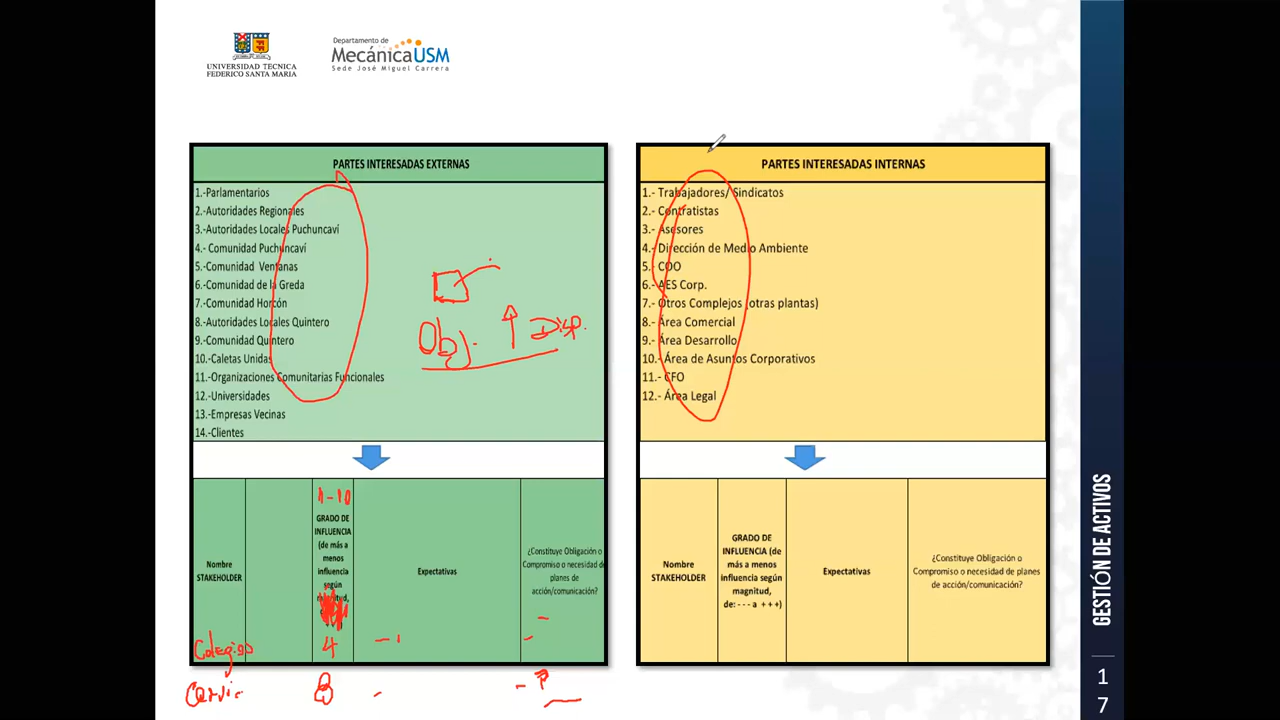 UNIVERSIDAD TECNICA
FEDERICO SANTA MARIA
Departamento de
MecánicaUSM
Sede José Miguel Carrera
PARTES INTERESADAS EXTERNAS
1.-Parlamentarios
2.-Autoridades Regionales
3.-Autoridades Locales Puchuncaví
4.- Comunidad Puchuncaví
5.-Comunidad Ventanas
6.-Comunidad de la Greda
7.-Comunidad Horcón
8.-Autoridades Locales Quintero
9.-Comunidad Quintero
10.-Caletas Unidas
11.-Organizaciones Comunitarias Funcionales
12.-Universidades
13.-Empresas Vecinas
14.-Clientes
Obj. ↑ Disp.
1-10
Nombre
STAKEHOLDER
GRADO DE
INFLUENCIA
(de más a
menos
influencia
según
Expectativas
¿Constituye Obligación o
Compromiso o necesidad de
planes de
acción/comunicación?
Colegios 4
8
PARTES INTERESADAS INTERNAS
1.- Trabajadores/ Sindicatos
2.- Contratistas
3.- Asesores
4.- Dirección de Medio Ambiente
5.- COO
6.- AES Corp.
7.- Otros Complejos (otras plantas)
8.- Área Comercial
9.- Área Desarrollo
10.- Área de Asuntos Corporativos
11.- CFO
12.- Área Legal
Nombre
STAKEHOLDER
GRADO DE
INFLUENCIA (de
más a menos
influencia según
magnitud,
de: - - - a + + +)
Expectativas
¿Constituye Obligación o
Compromiso o necesidad de planes
de acción/comunicación?
GESTIÓN DE ACTIVOS
1
7